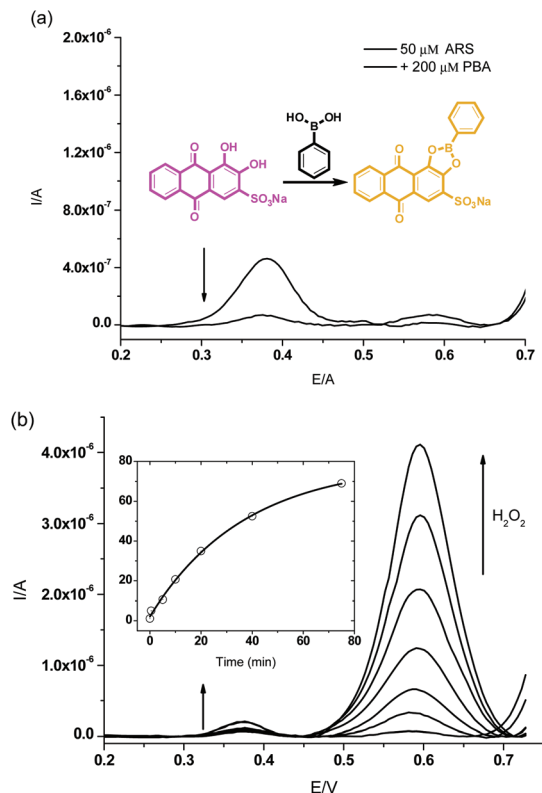 (a)
2.0x10⁻⁶
1.6x10⁻⁶
1.2x10⁻⁶
1.0x10⁻⁶
8.0x10⁻⁷
4.0x10⁻⁷
0.0
I/A
0.2 0.3 0.4 0.5 0.6 0.7
E/A
50 μM ARS
+ 200 μM PBA
O OH
OH
SO₃Na
O
HO B OH
O O B
O
SO₃Na
O
(b)
4.0x10⁻⁶
3.0x10⁻⁶
2.0x10⁻⁶
1.0x10⁻⁶
0.0
I/A
80
60
40
20
0
0 20 40 60 80
Time (min)
H₂O₂
0.2 0.3 0.4 0.5 0.6 0.7
E/V